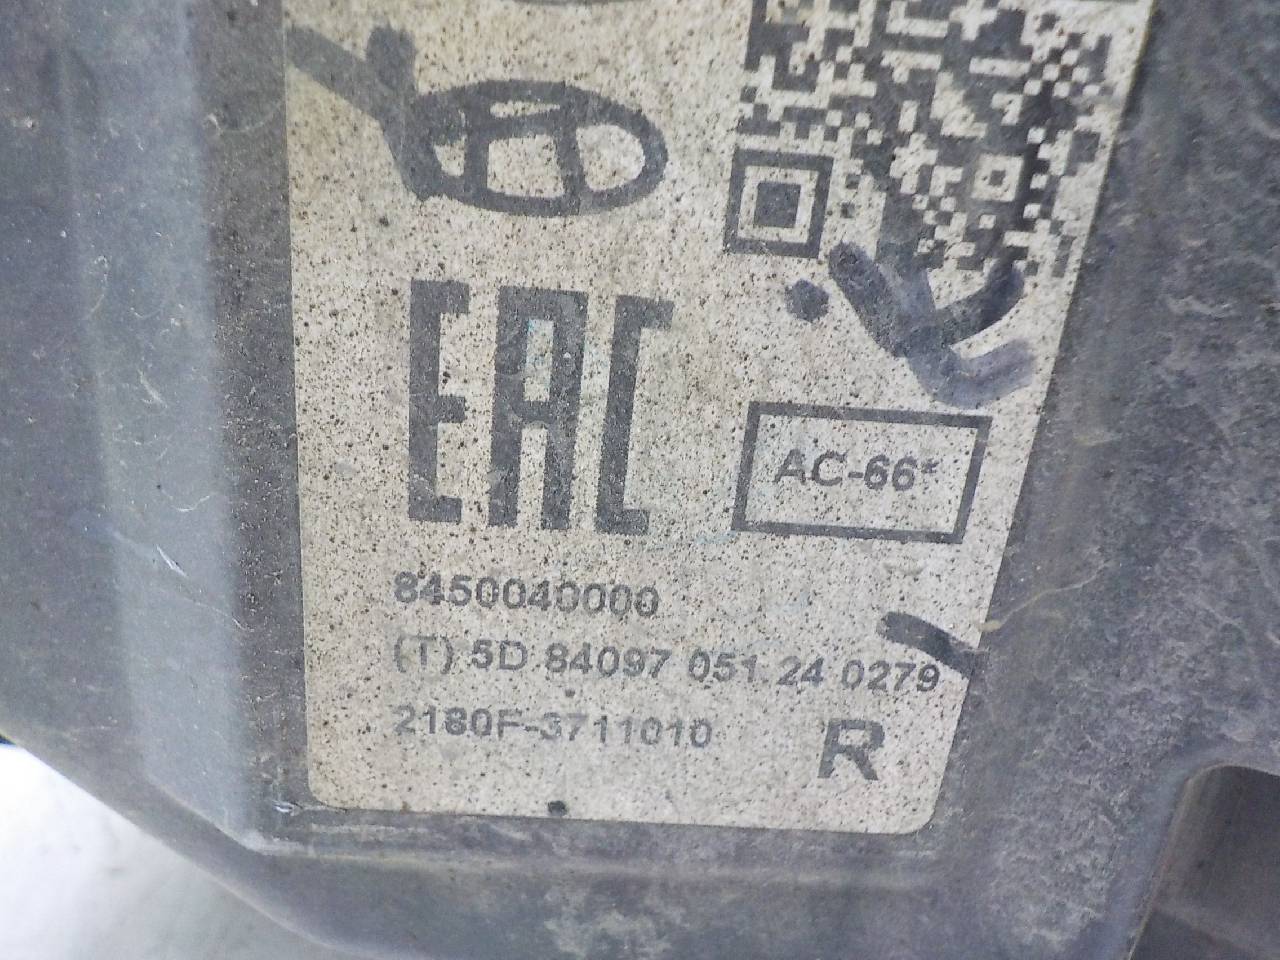 EAC
AC-66*
8450040000
(T) 5D 84097 051 24 0279
2180F-3711010
R